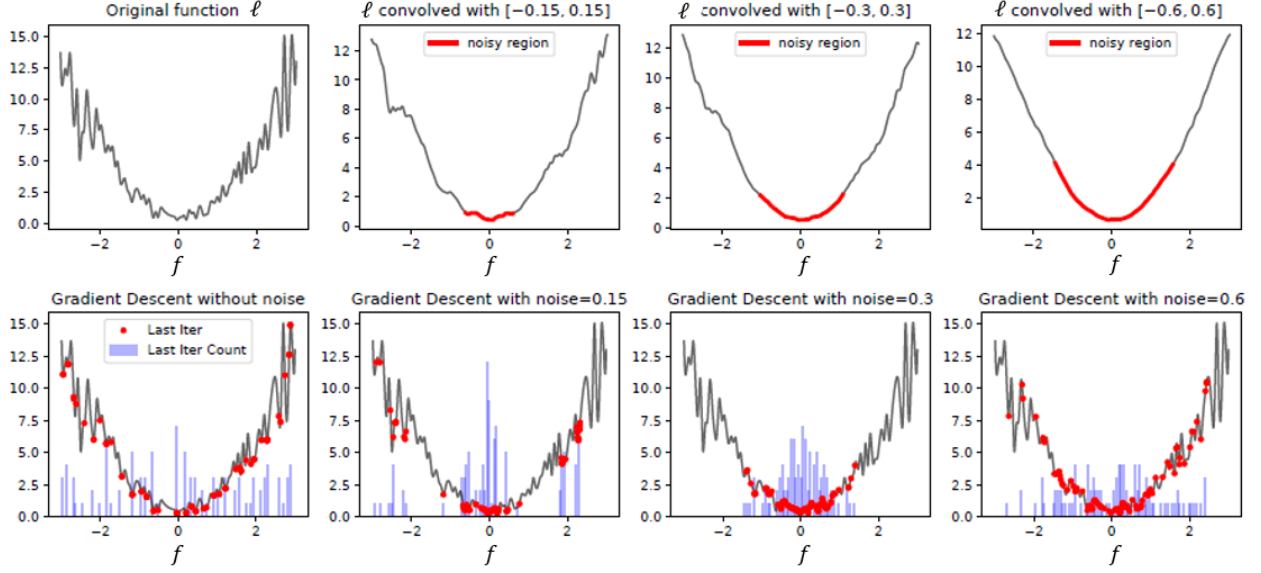 Original function ℓ
15.0
12.5
10.0
7.5
5.0
2.5
0.0
−2 0 2
f
ℓ convolved with [−0.15, 0.15]
noisy region
12
10
8
6
4
2
0
−2 0 2
f
ℓ convolved with [−0.3, 0.3]
noisy region
12
10
8
6
4
2
0
−2 0 2
f
ℓ convolved with [−0.6, 0.6]
noisy region
12
10
8
6
4
2
−2 0 2
f
Gradient Descent without noise
Last Iter
Last Iter Count
15.0
12.5
10.0
7.5
5.0
2.5
0.0
−2 0 2
f
Gradient Descent with noise=0.15
15.0
12.5
10.0
7.5
5.0
2.5
0.0
−2 0 2
f
Gradient Descent with noise=0.3
15.0
12.5
10.0
7.5
5.0
2.5
0.0
−2 0 2
f
Gradient Descent with noise=0.6
15.0
12.5
10.0
7.5
5.0
2.5
0.0
−2 0 2
f